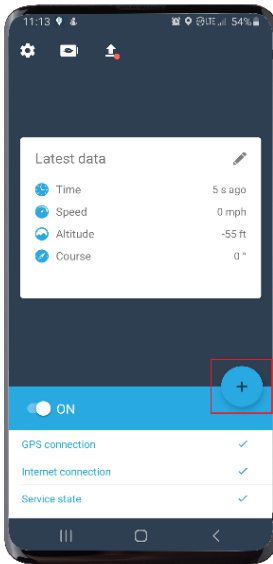 11:13 LTE 54%
Latest data
Time 5 s ago
Speed 0 mph
Altitude -55 ft
Course 0 °
+
ON
GPS connection
Internet connection
Service state